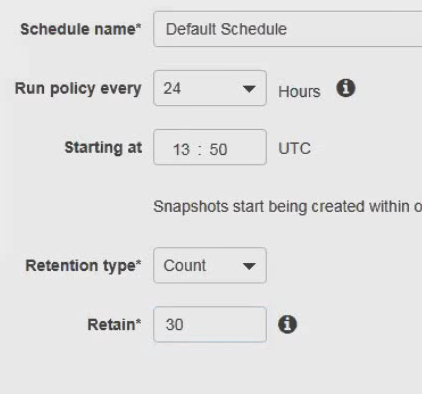 Schedule name* Default Schedule
Run policy every 24 Hours
Starting at 13 : 50 UTC
Snapshots start being created within
Retention type* Count
Retain* 30